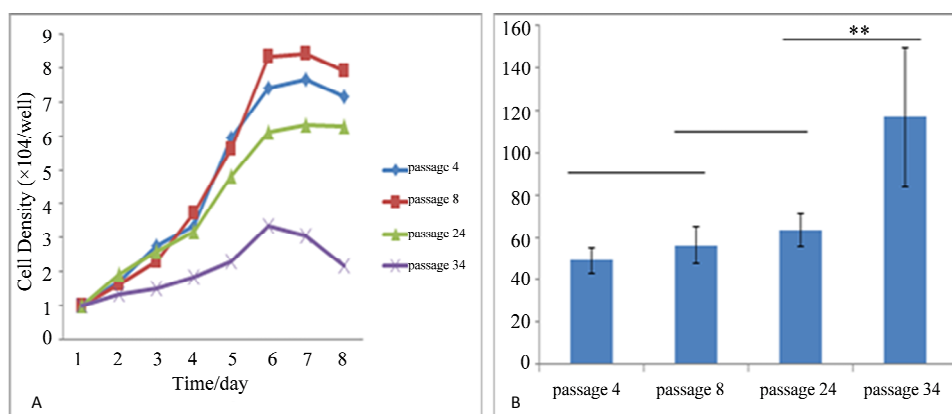 9
8
7
6
5
4
3
2
1
0
Cell Density (×104/well)
1 2 3 4 5 6 7 8
Time/day
passage 4
passage 8
passage 24
passage 34
A
160
140
120
100
80
60
40
20
0
**
passage 4 passage 8 passage 24 passage 34
B